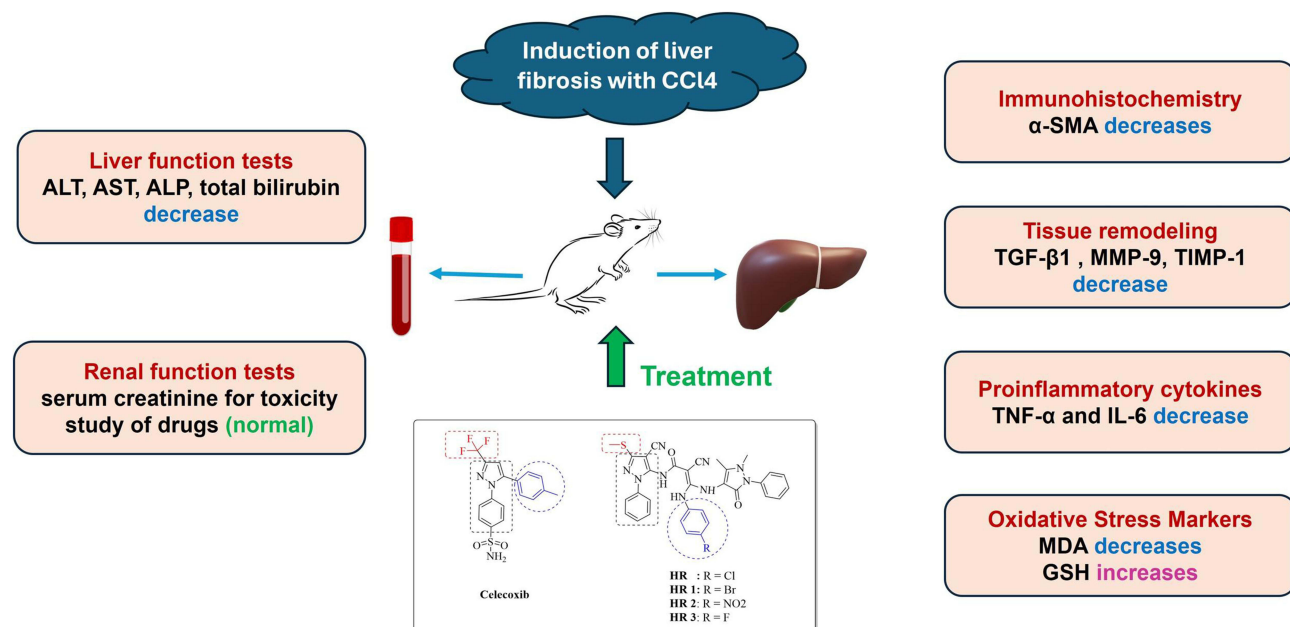 Induction of liver
fibrosis with CCl4
Liver function tests
ALT, AST, ALP, total bilirubin
decrease
Renal function tests
serum creatinine for toxicity
study of drugs (normal)
Treatment
F
F
F
N
N
O
S
O
NH2
Celecoxib
S
CN
N
N
O
N
H
CN
HN
NH
N
N
O
R
HR : R = Cl
HR 1: R = Br
HR 2: R = NO2
HR 3: R = F
Immunohistochemistry
α-SMA decreases
Tissue remodeling
TGF-β1 , MMP-9, TIMP-1
decrease
Proinflammatory cytokines
TNF-α and IL-6 decrease
Oxidative Stress Markers
MDA decreases
GSH increases